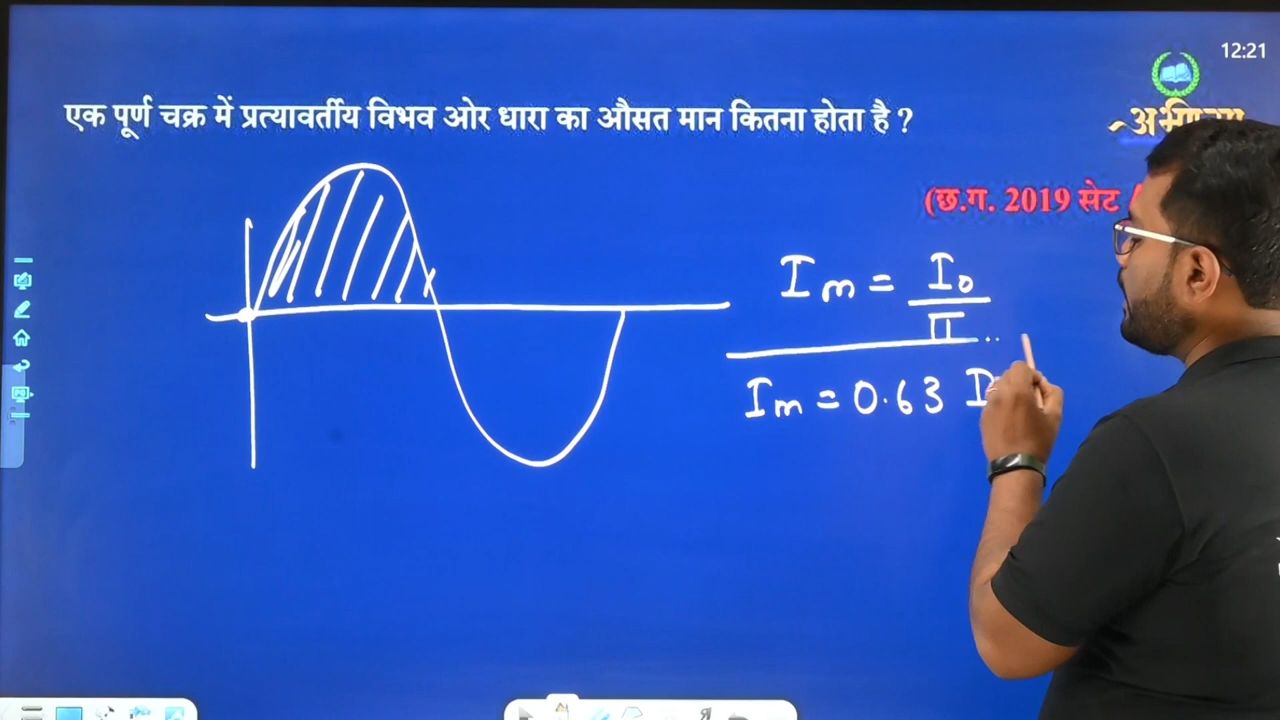 12:21
एक पूर्ण चक्र में प्रत्यावर्तीय विभव ओर धारा का औसत मान कितना होता है ?
(छ.ग. 2019 सेट
Im = I₀/π
Im = 0.63